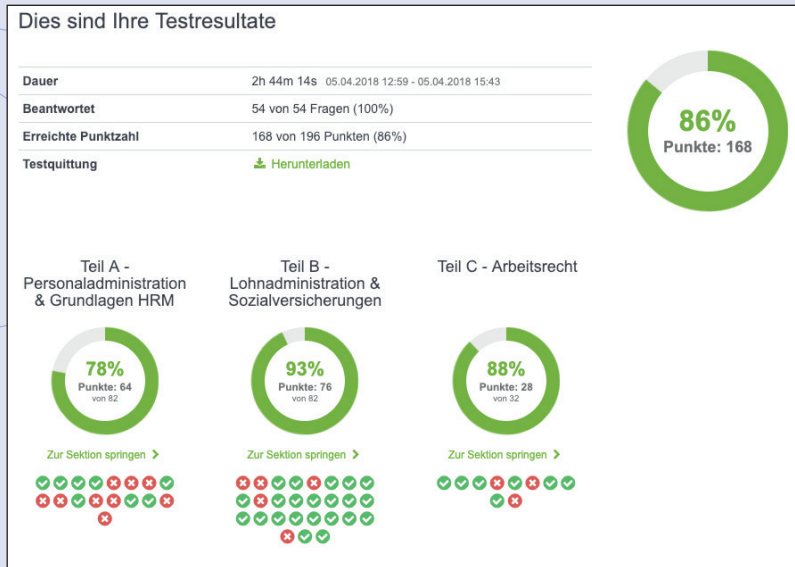 Dies sind Ihre Testresultate
Dauer 2h 44m 14s 05.04.2018 12:59 - 05.04.2018 15:43
Beantwortet 54 von 54 Fragen (100%)
Erreichte Punktzahl 168 von 196 Punkten (86%)
Testquittung Herunterladen
86%
Punkte: 168
Teil A -
Personaladministration
& Grundlagen HRM
78%
Punkte: 64
von 82
Zur Sektion springen
Teil B -
Lohnadministration &
Sozialversicherungen
93%
Punkte: 76
von 82
Zur Sektion springen
Teil C - Arbeitsrecht
88%
Punkte: 28
von 32
Zur Sektion springen